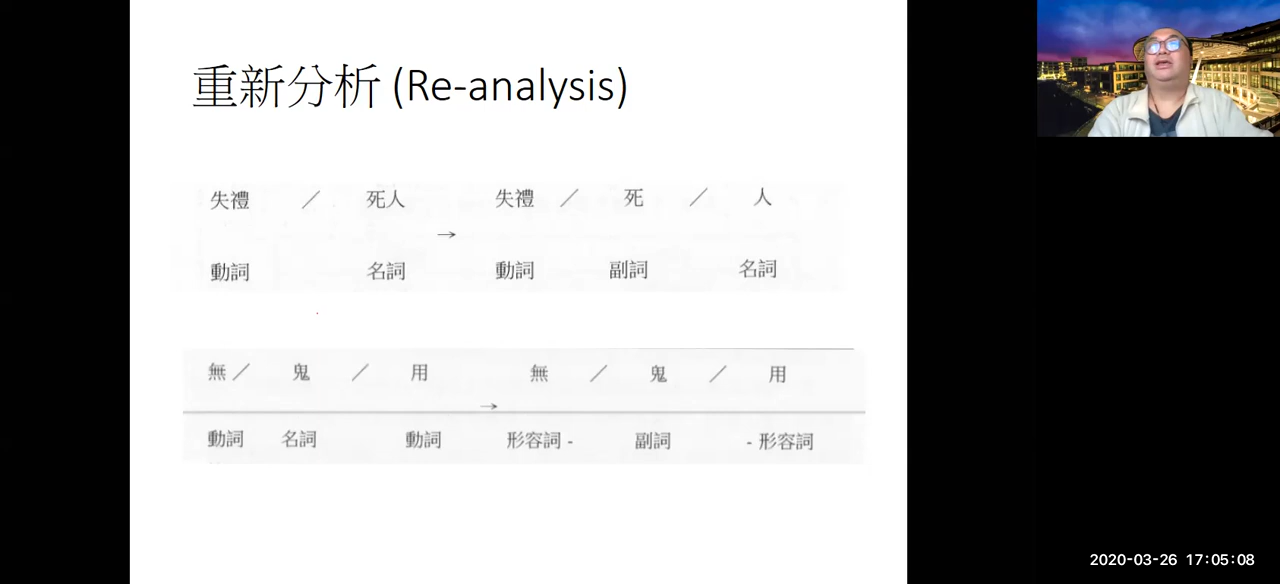 重新分析 (Re-analysis)
失禮 ／ 死人 失禮 ／ 死 ／ 人
→
動詞 名詞 動詞 副詞 名詞
無 ／ 鬼 ／ 用 無 ／ 鬼 ／ 用
→
動詞 名詞 動詞 形容詞 - 副詞 - 形容詞
2020-03-26 17:05:08